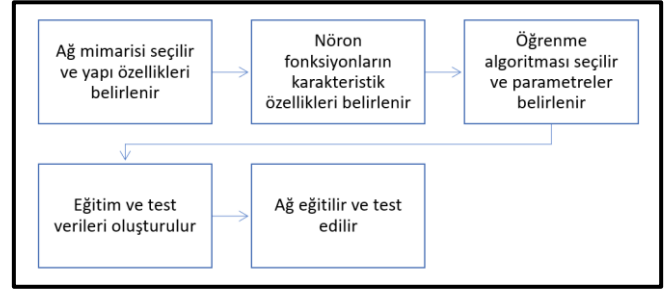 Ağ mimarisi seçilir
ve yapı özellikleri
belirlenir
Nöron
fonksiyonların
karakteristik
özellikleri belirlenir
Öğrenme
algoritması seçilir
ve parametreler
belirlenir
Eğitim ve test
verileri oluşturulur
Ağ eğitilir ve test
edilir